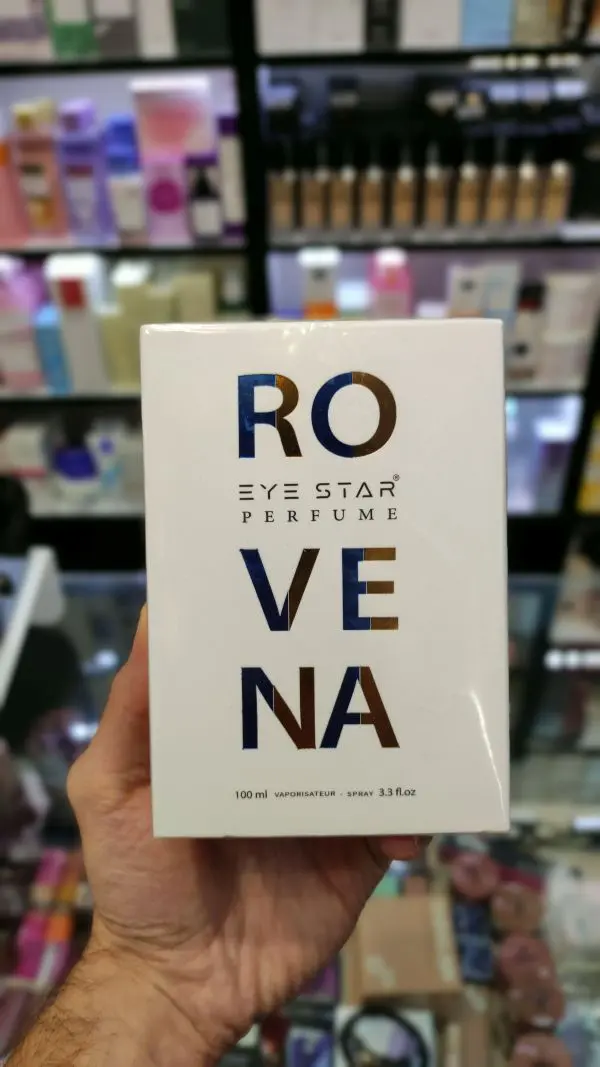 RO
EYE STAR®
PERFUME
VE
NA
100 ml VAPORISATEUR - SPRAY 3.3 fl.oz